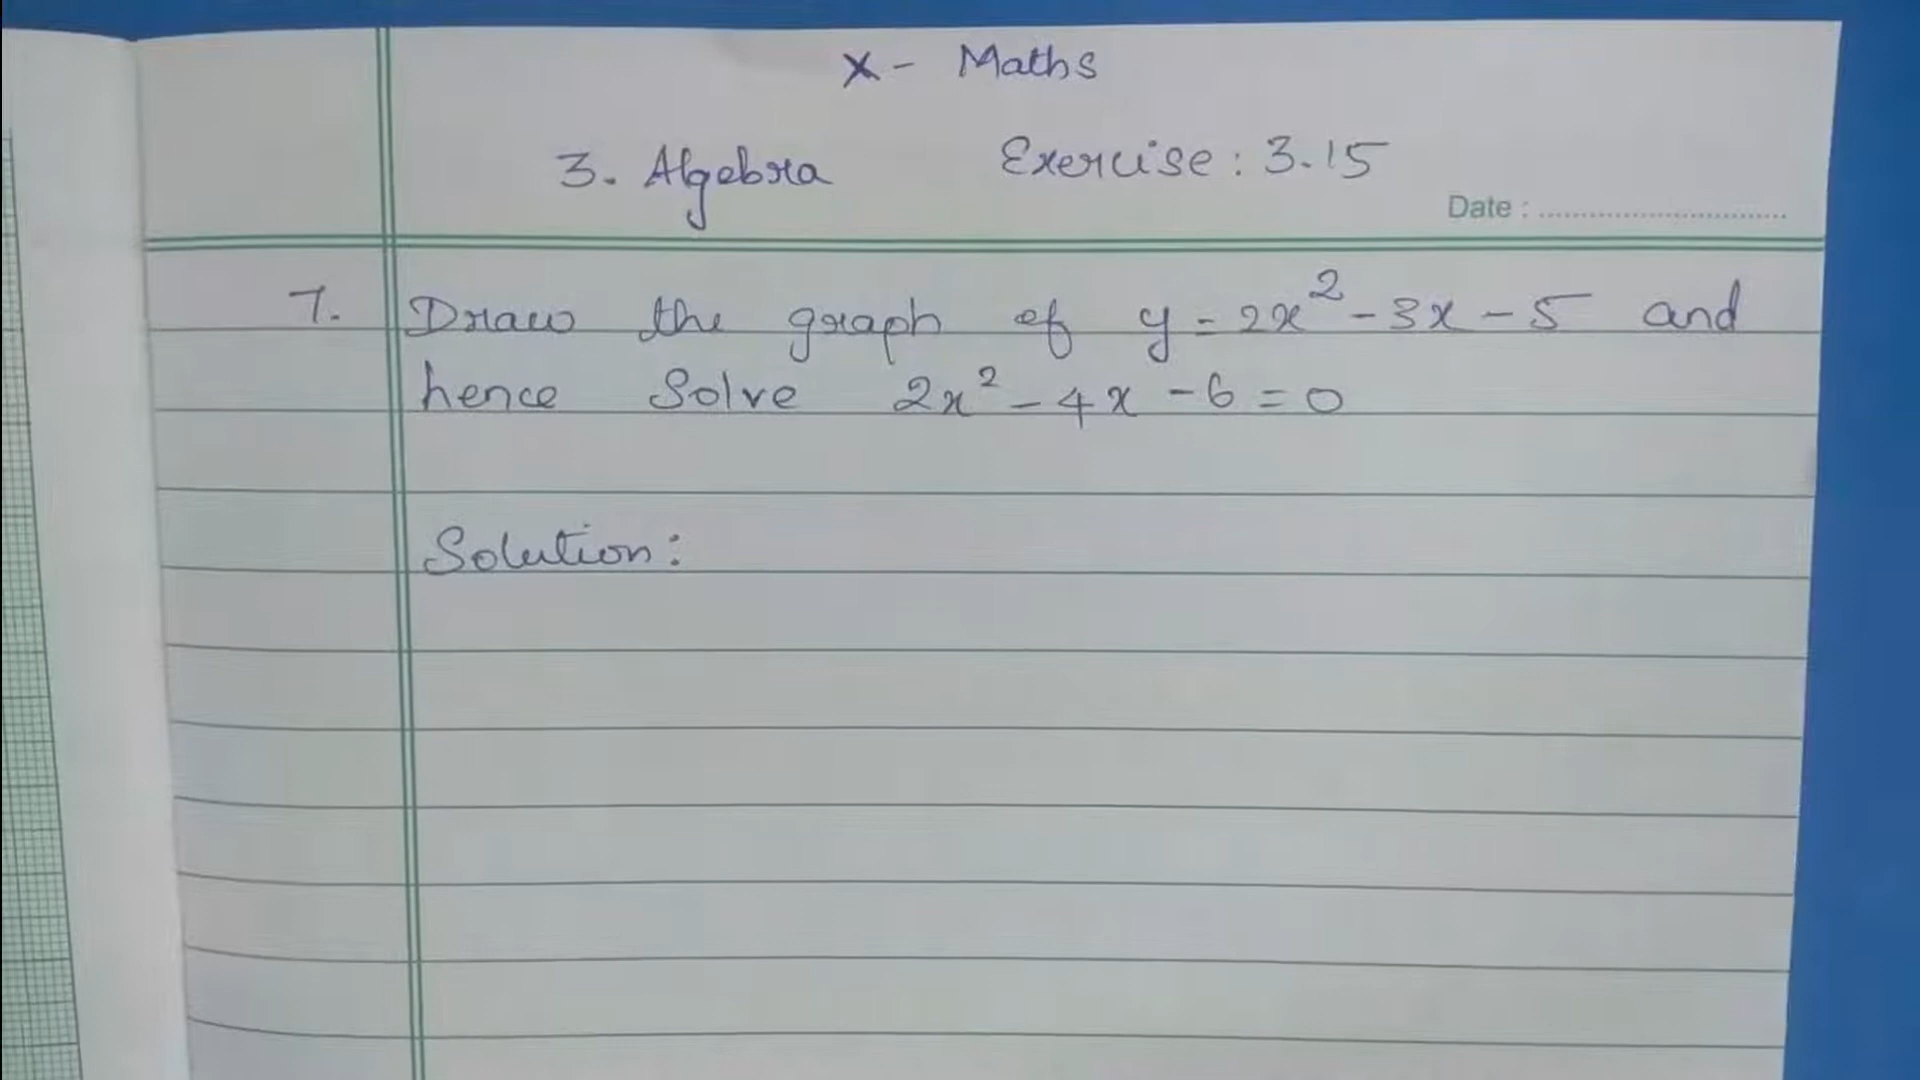 X - Maths
3. Algebra Exercise : 3.15
Date : ..............................
7. Draw the graph of y = 2x² - 3x - 5 and
hence Solve 2x² - 4x - 6 = 0
Solution :